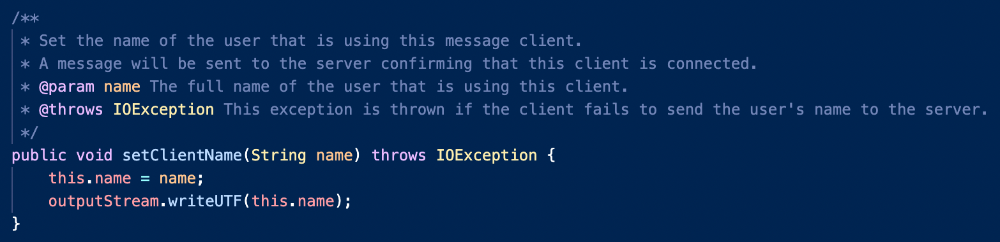 /**
 * Set the name of the user that is using this message client.
 * A message will be sent to the server confirming that this client is connected.
 * @param name The full name of the user that is using this client.
 * @throws IOException This exception is thrown if the client fails to send the user's name to the server.
 */
public void setClientName(String name) throws IOException {
    this.name = name;
    outputStream.writeUTF(this.name);
}